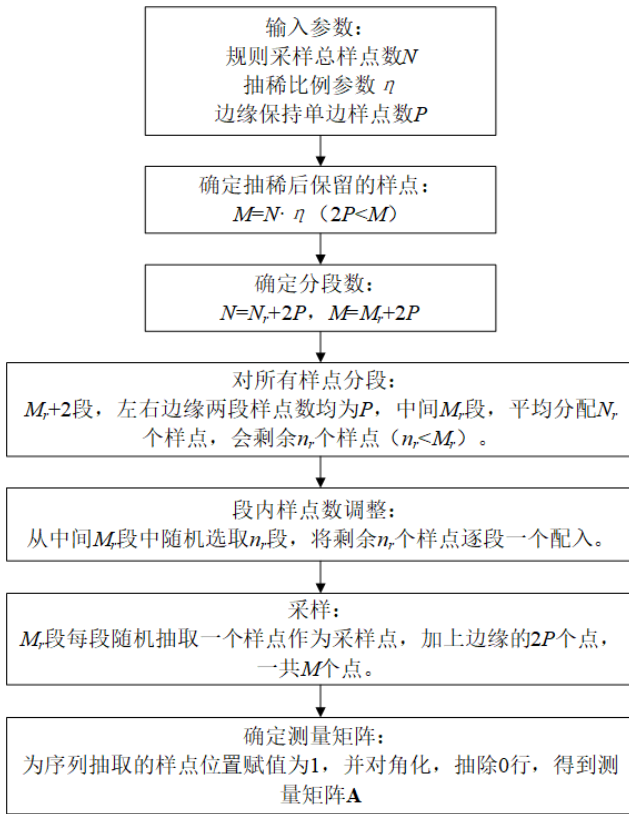 输入参数：
规则采样总样点数N
抽稀比例参数 η
边缘保持单边样点数P
确定抽稀后保留的样点：
M=N· η（2P<M）
确定分段数：
N=Nr+2P，M=Mr+2P
对所有样点分段：
Mr+2段，左右边缘两段样点数均为P，中间Mr段，平均分配Nr
个样点，会剩余nr个样点（nr<Mr）。
段内样点数调整：
从中间Mr段中随机选取nr段，将剩余nr个样点逐段一个配入。
采样：
Mr段每段随机抽取一个样点作为采样点，加上边缘的2P个点，
一共M个点。
确定测量矩阵：
为序列抽取的样点位置赋值为1，并对角化，抽除0行，得到测
量矩阵A